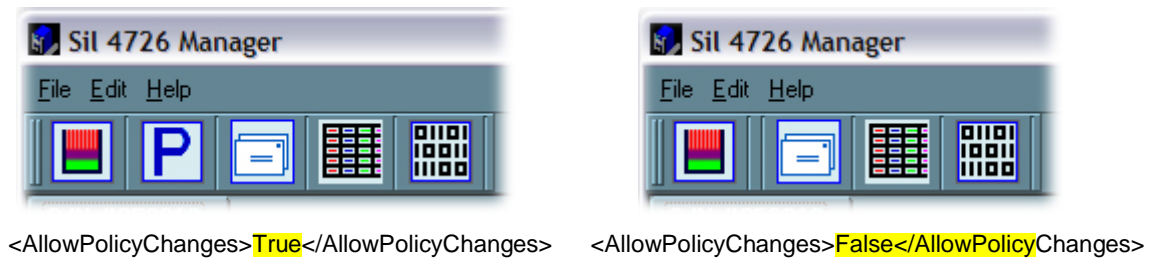 Sil 4726 Manager
File Edit Help
P
<AllowPolicyChanges>True</AllowPolicyChanges>
Sil 4726 Manager
File Edit Help
<AllowPolicyChanges>False</AllowPolicyChanges>